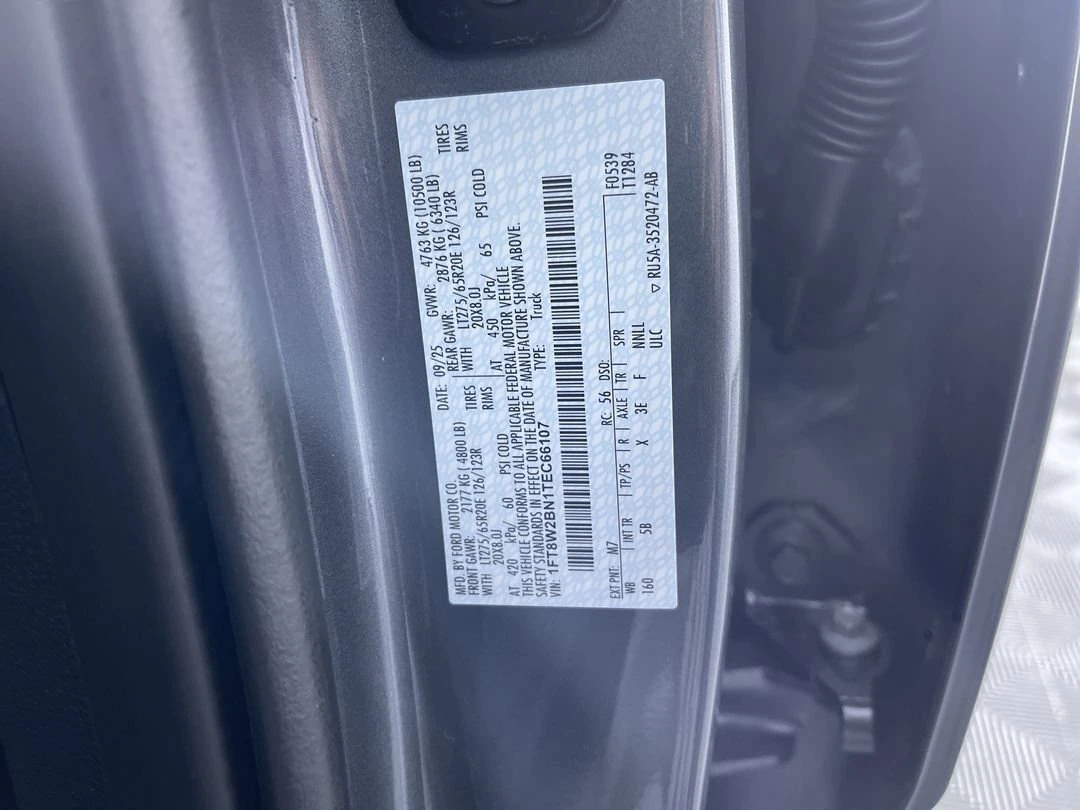 MFD. BY FORD MOTOR CO. DATE: 09/25 GVWR: 4763 KG (10500 LB)
FRONT GAWR: 2177 KG ( 4800 LB) REAR GAWR: 2876 KG ( 6340 LB)
WITH LT275/65R20E 126/123R TIRES WITH LT275/65R20E 126/123R TIRES
20X8.0J RIMS 20X8.0J RIMS
AT 420 kPa/ 60 PSI COLD AT 450 kPa/ 65 PSI COLD
THIS VEHICLE CONFORMS TO ALL APPLICABLE FEDERAL MOTOR VEHICLE
SAFETY STANDARDS IN EFFECT ON THE DATE OF MANUFACTURE SHOWN ABOVE.
VIN: 1FT8W2BN1TEC66107 TYPE: Truck
F0539
EXT PNT: M7 RC: 56 DSO: T1284
WB | INT TR | TP/PS | R | AXLE | TR | SPR |
160 5B X 3E F NNLL
ULC ▽ RU5A-3520472-AB